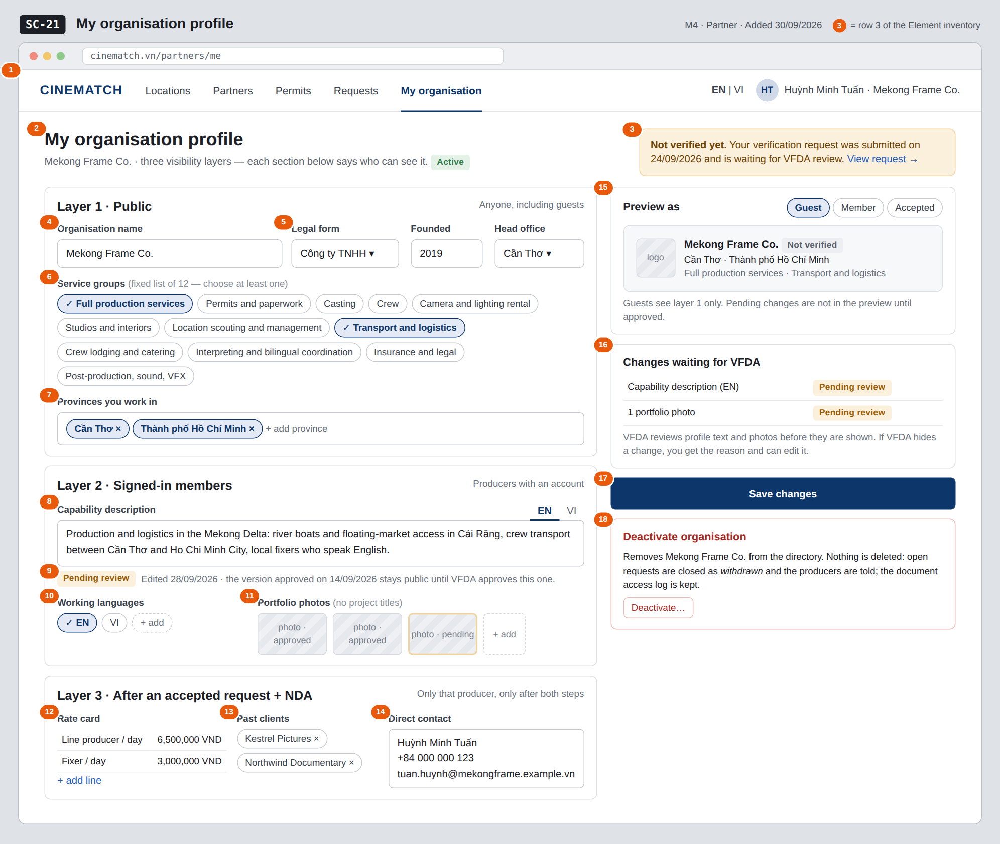 SC-21 My organisation profile
M4 · Partner · Added 30/09/2026 3 = row 3 of the Element inventory
cinematch.vn/partners/me
1
CINEMATCH Locations Partners Permits Requests My organisation EN | VI HT Huỳnh Minh Tuấn · Mekong Frame Co.
2
My organisation profile
Mekong Frame Co. · three visibility layers — each section below says who can see it. Active
3
Not verified yet. Your verification request was submitted on
24/09/2026 and is waiting for VFDA review. View request →
Layer 1 · Public Anyone, including guests
4 Organisation name 5 Legal form Founded Head office
Mekong Frame Co. Công ty TNHH ▾ 2019 Cần Thơ ▾
6
Service groups (fixed list of 12 — choose at least one)
✓ Full production services Permits and paperwork Casting Crew Camera and lighting rental
Studios and interiors Location scouting and management ✓ Transport and logistics
Crew lodging and catering Interpreting and bilingual coordination Insurance and legal
Post-production, sound, VFX
7
Provinces you work in
Cần Thơ × Thành phố Hồ Chí Minh × + add province
Layer 2 · Signed-in members Producers with an account
8
Capability description EN VI
Production and logistics in the Mekong Delta: river boats and floating-market access in Cái Răng, crew transport
between Cần Thơ and Ho Chi Minh City, local fixers who speak English.
9
Pending review Edited 28/09/2026 · the version approved on 14/09/2026 stays public until VFDA approves this one.
10 Working languages 11 Portfolio photos (no project titles)
✓ EN VI + add
photo · approved
photo · approved
photo · pending
+ add
Layer 3 · After an accepted request + NDA Only that producer, only after both steps
12 Rate card
Line producer / day 6,500,000 VND
Fixer / day 3,000,000 VND
+ add line
13 Past clients
Kestrel Pictures ×
Northwind Documentary ×
14 Direct contact
Huỳnh Minh Tuấn
+84 000 000 123
tuan.huynh@mekongframe.example.vn
15
Preview as Guest Member Accepted
logo
Mekong Frame Co. Not verified
Cần Thơ · Thành phố Hồ Chí Minh
Full production services · Transport and logistics
Guests see layer 1 only. Pending changes are not in the preview until
approved.
16
Changes waiting for VFDA
Capability description (EN) Pending review
1 portfolio photo Pending review
VFDA reviews profile text and photos before they are shown. If VFDA hides
a change, you get the reason and can edit it.
17
Save changes
18
Deactivate organisation
Removes Mekong Frame Co. from the directory. Nothing is deleted: open
requests are closed as withdrawn and the producers are told; the document
access log is kept.
Deactivate…